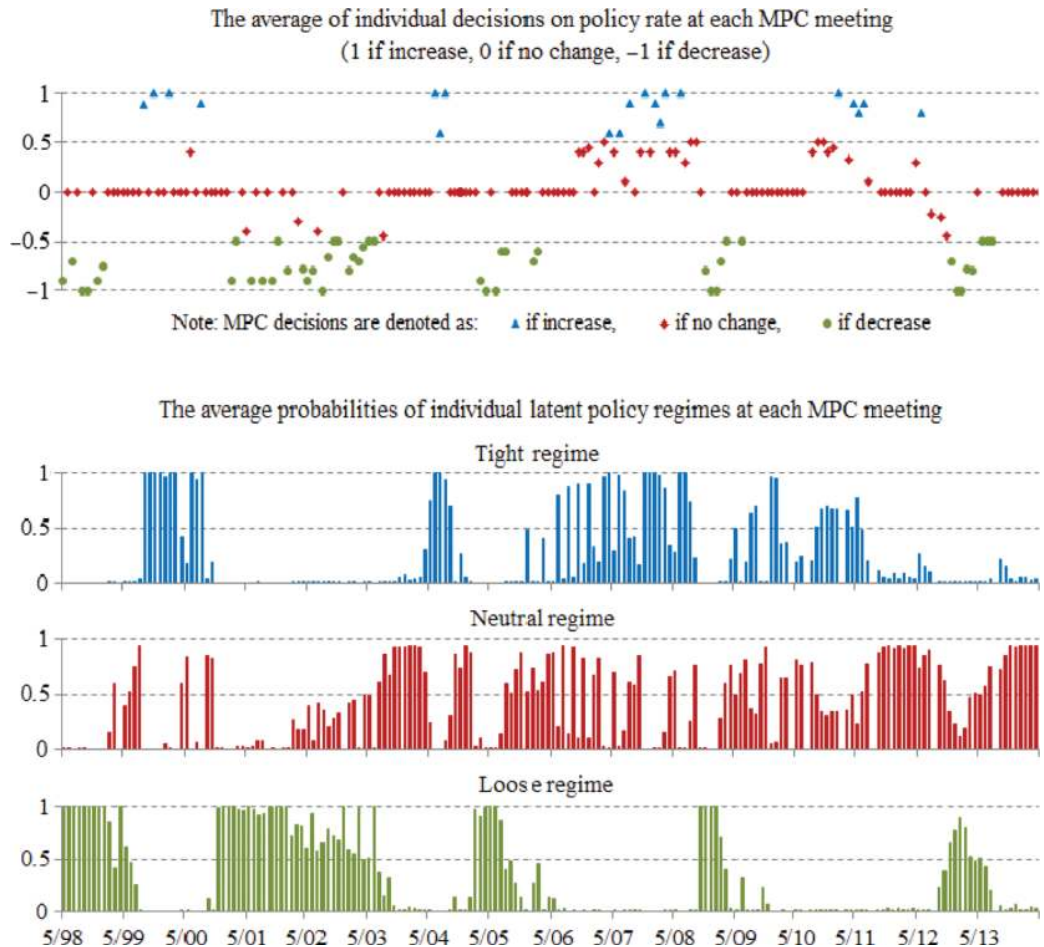 The average of individual decisions on policy rate at each MPC meeting
(1 if increase, 0 if no change, –1 if decrease)
1
0.5
0
–0.5
–1
Note: MPC decisions are denoted as: ▲ if increase, ♦ if no change, ● if decrease
The average probabilities of individual latent policy regimes at each MPC meeting
Tight regime
1
0.5
0
Neutral regime
1
0.5
0
Loose regime
1
0.5
0
5/98 5/99 5/00 5/01 5/02 5/03 5/04 5/05 5/06 5/07 5/08 5/09 5/10 5/11 5/12 5/13